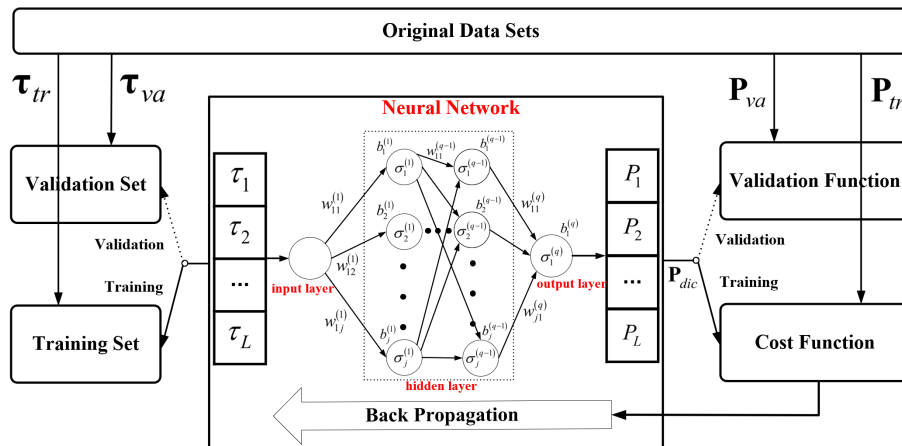 Original Data Sets
τ_tr
τ_va
P_va
P_tr
Neural Network
Validation Set
Validation
Training
Training Set
τ_1
τ_2
...
τ_L
input layer
w_11^(1)
w_12^(1)
w_1j^(1)
b_1^(1)
σ_1^(1)
b_2^(1)
σ_2^(1)
b_j^(1)
σ_j^(1)
w_11^(q-1)
b_1^(q-1)
σ_1^(q-1)
b_2^(q-1)
σ_2^(q-1)
b_j^(q-1)
σ_j^(q-1)
hidden layer
w_11^(q)
w_j1^(q)
b_1^(q)
σ_1^(q)
output layer
P_1
P_2
...
P_L
P_dic
Validation Function
Validation
Training
Cost Function
Back Propagation